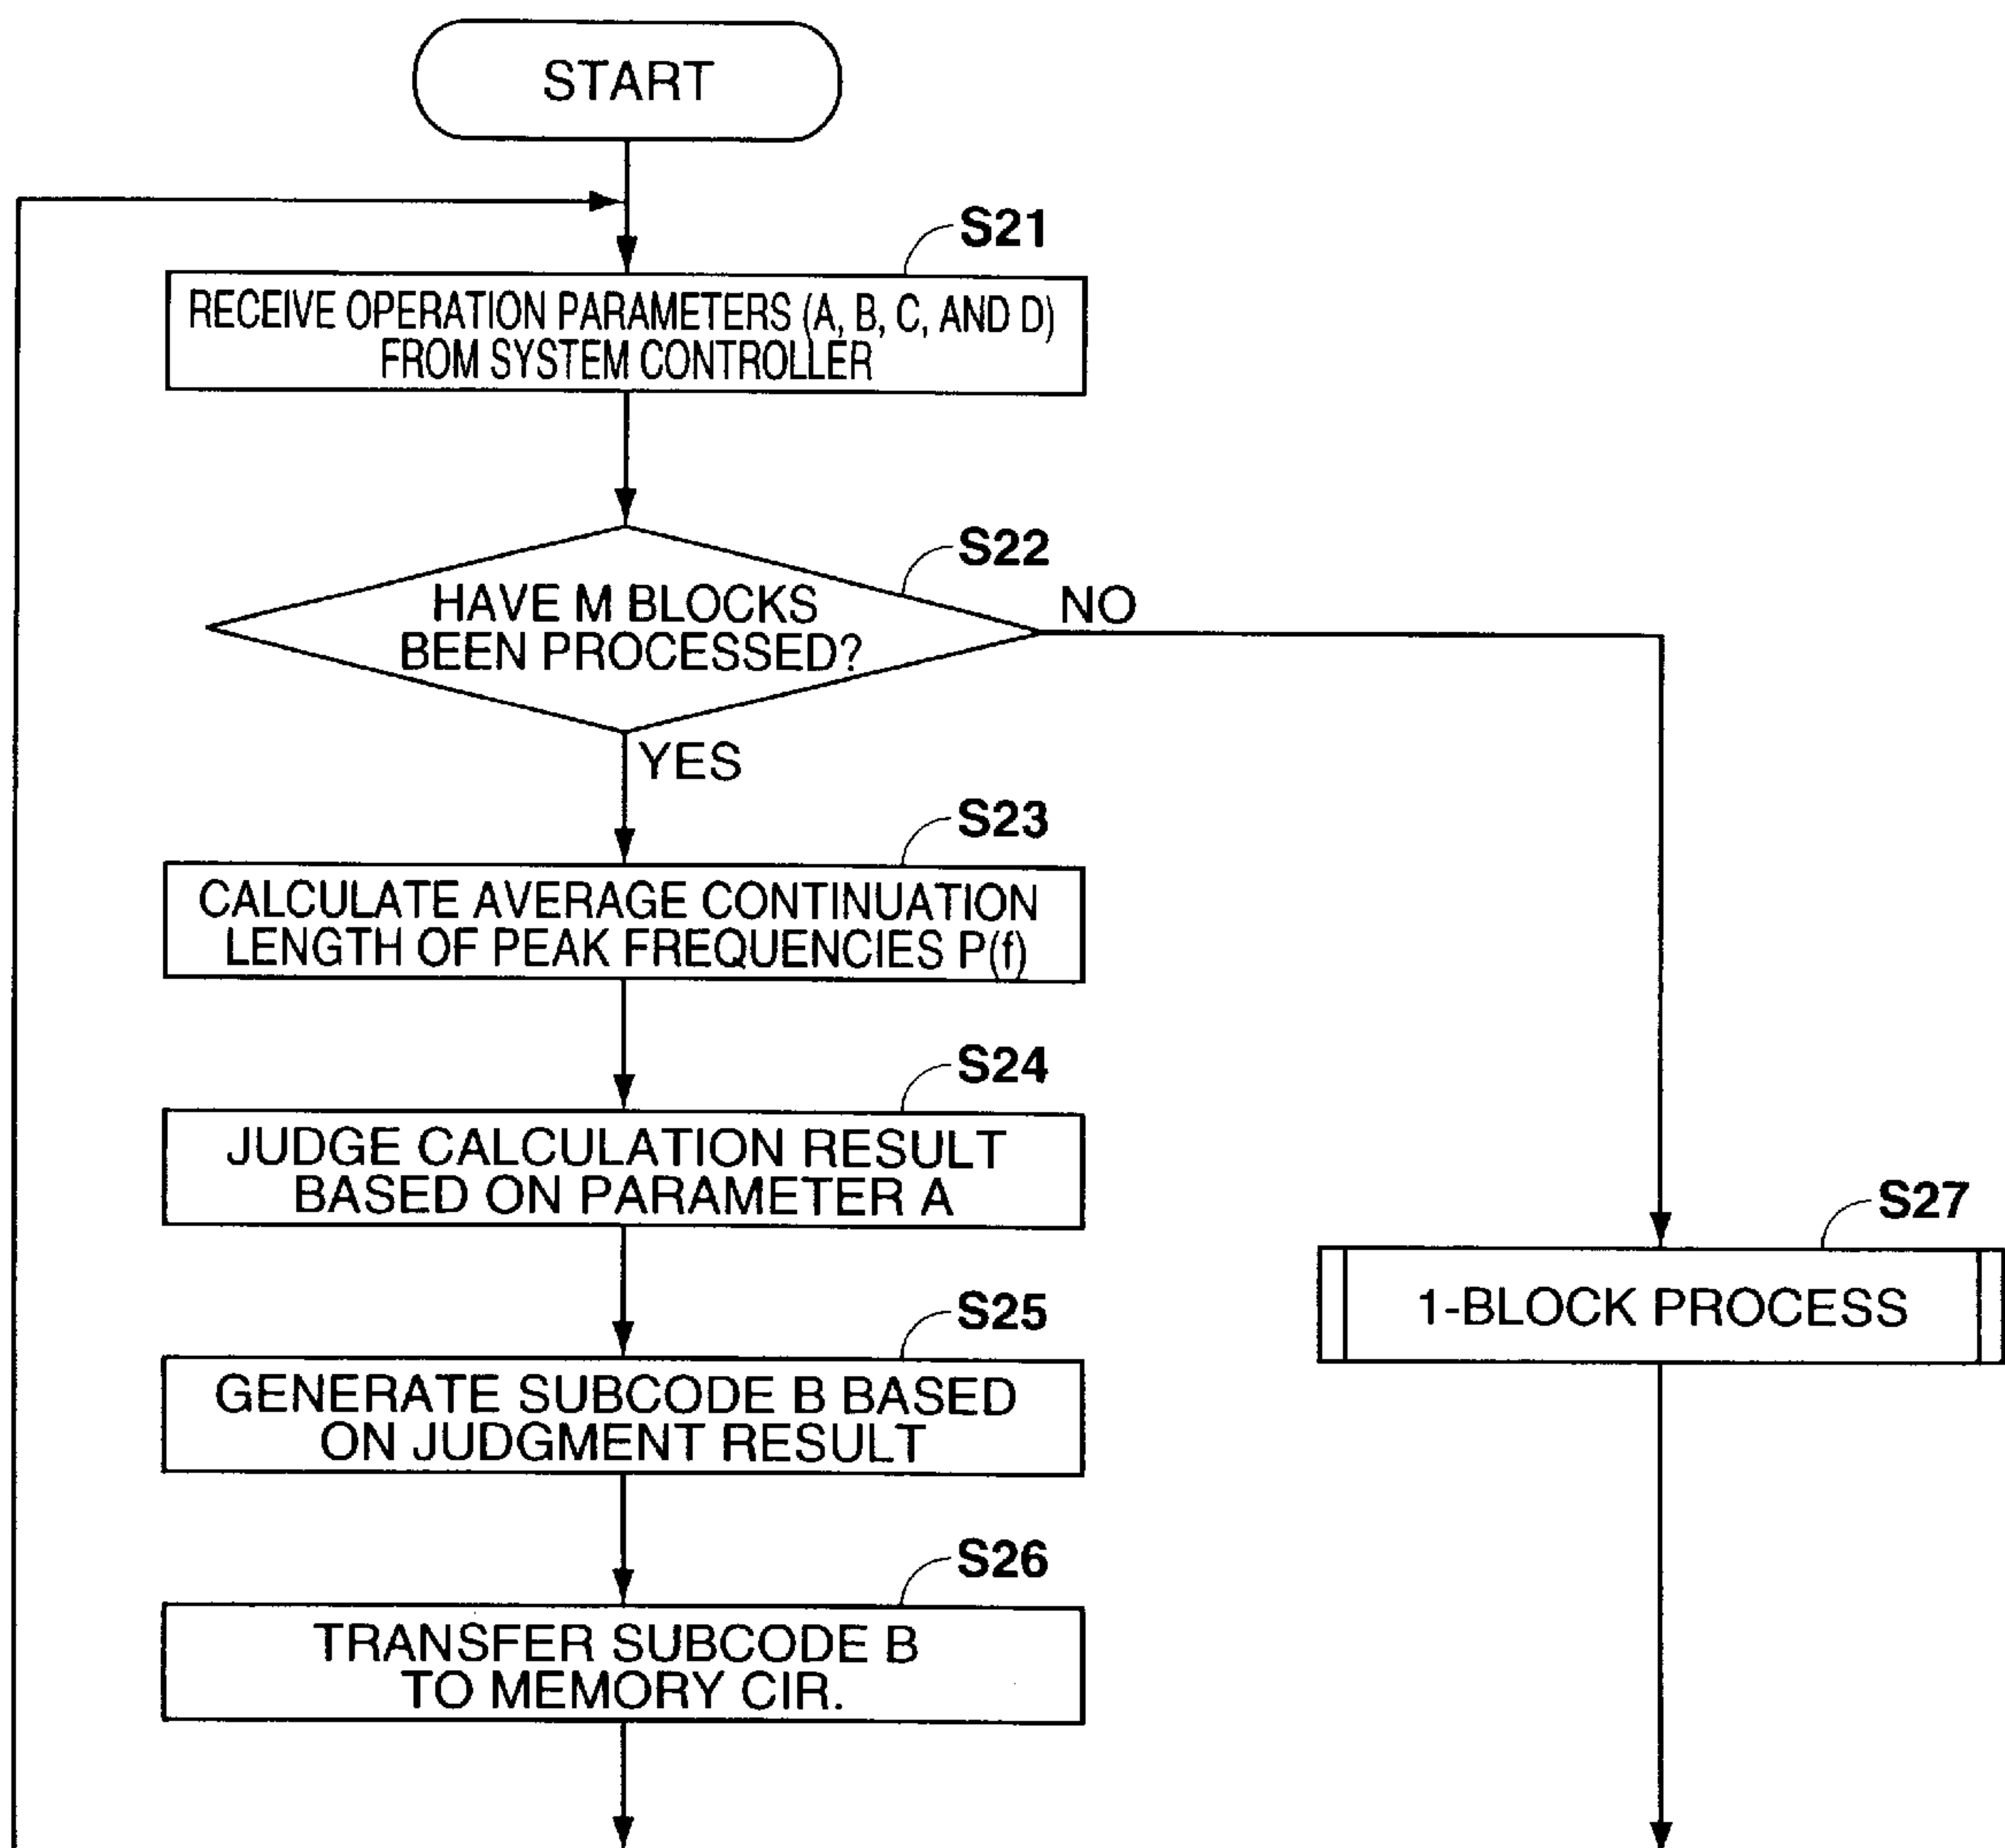 START
S21
RECEIVE OPERATION PARAMETERS (A, B, C, AND D)
FROM SYSTEM CONTROLLER
S22
HAVE M BLOCKS
BEEN PROCESSED?
NO
YES
S23
CALCULATE AVERAGE CONTINUATION
LENGTH OF PEAK FREQUENCIES P(f)
S24
JUDGE CALCULATION RESULT
BASED ON PARAMETER A
S27
1-BLOCK PROCESS
S25
GENERATE SUBCODE B BASED
ON JUDGMENT RESULT
S26
TRANSFER SUBCODE B
TO MEMORY CIR.